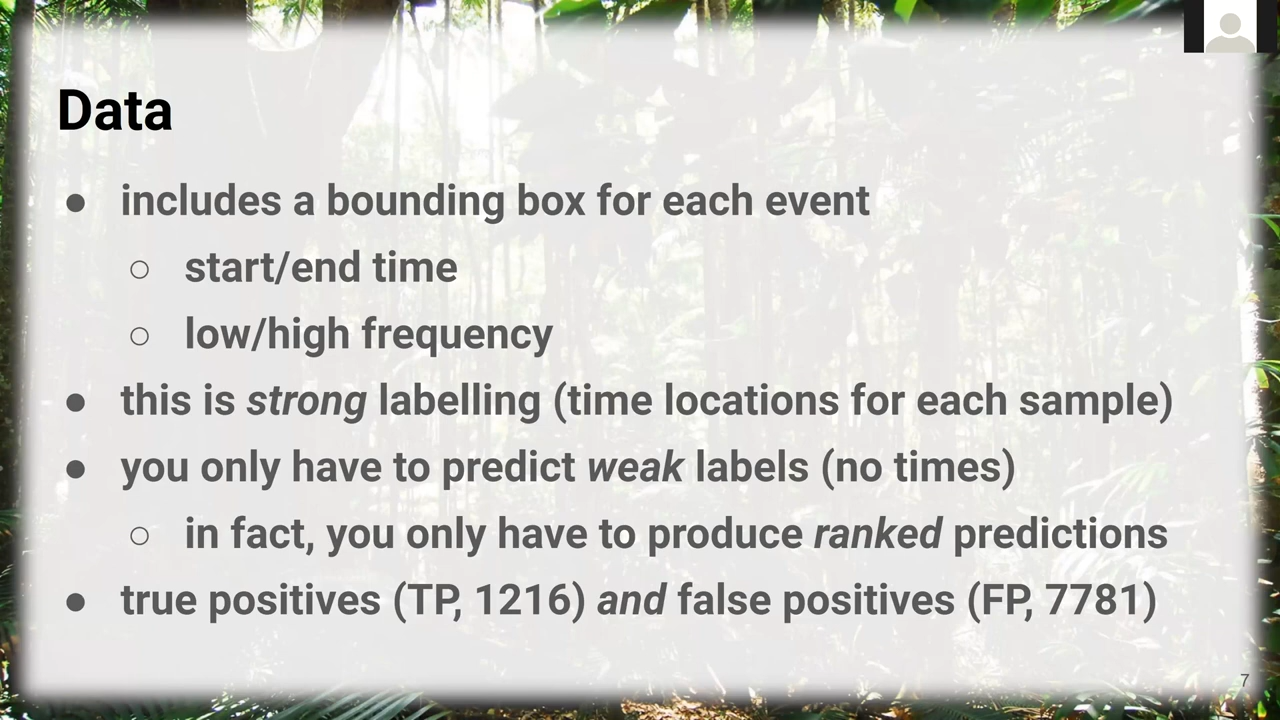 Data
● includes a bounding box for each event
○ start/end time
○ low/high frequency
● this is strong labelling (time locations for each sample)
● you only have to predict weak labels (no times)
○ in fact, you only have to produce ranked predictions
● true positives (TP, 1216) and false positives (FP, 7781)
7